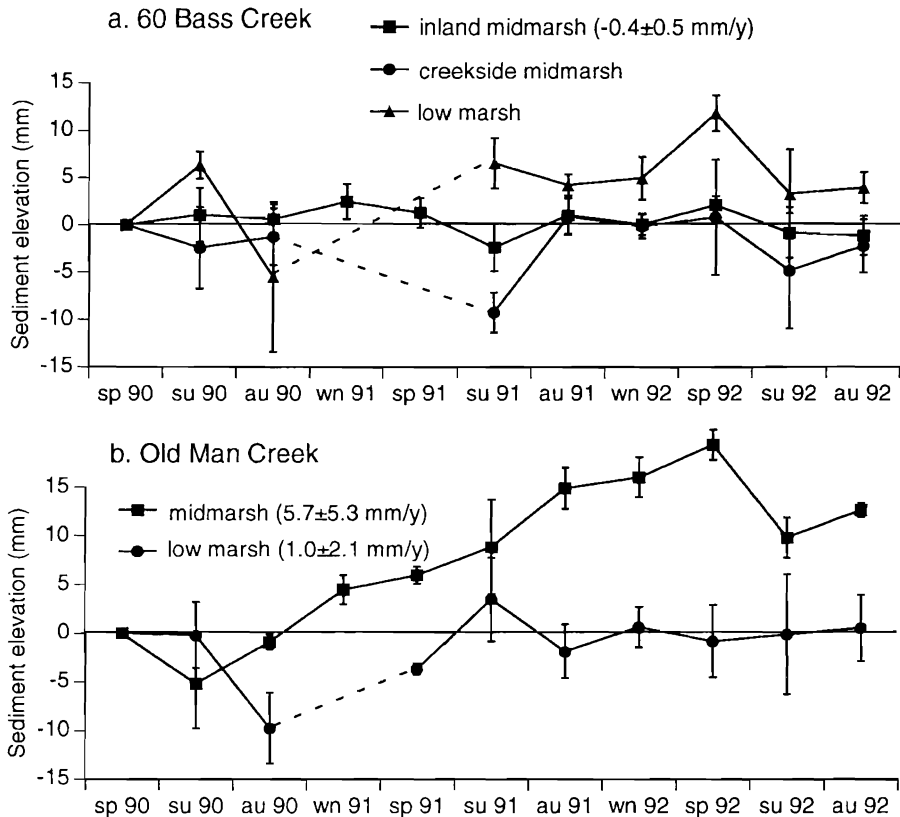 a. 60 Bass Creek
inland midmarsh (-0.4±0.5 mm/y)
creekside midmarsh
low marsh
Sediment elevation (mm)
15
10
5
0
-5
-10
-15
sp 90 su 90 au 90 wn 91 sp 91 su 91 au 91 wn 92 sp 92 su 92 au 92
b. Old Man Creek
midmarsh (5.7±5.3 mm/y)
low marsh (1.0±2.1 mm/y)
Sediment elevation (mm)
15
10
5
0
-5
-10
-15
sp 90 su 90 au 90 wn 91 sp 91 su 91 au 91 wn 92 sp 92 su 92 au 92